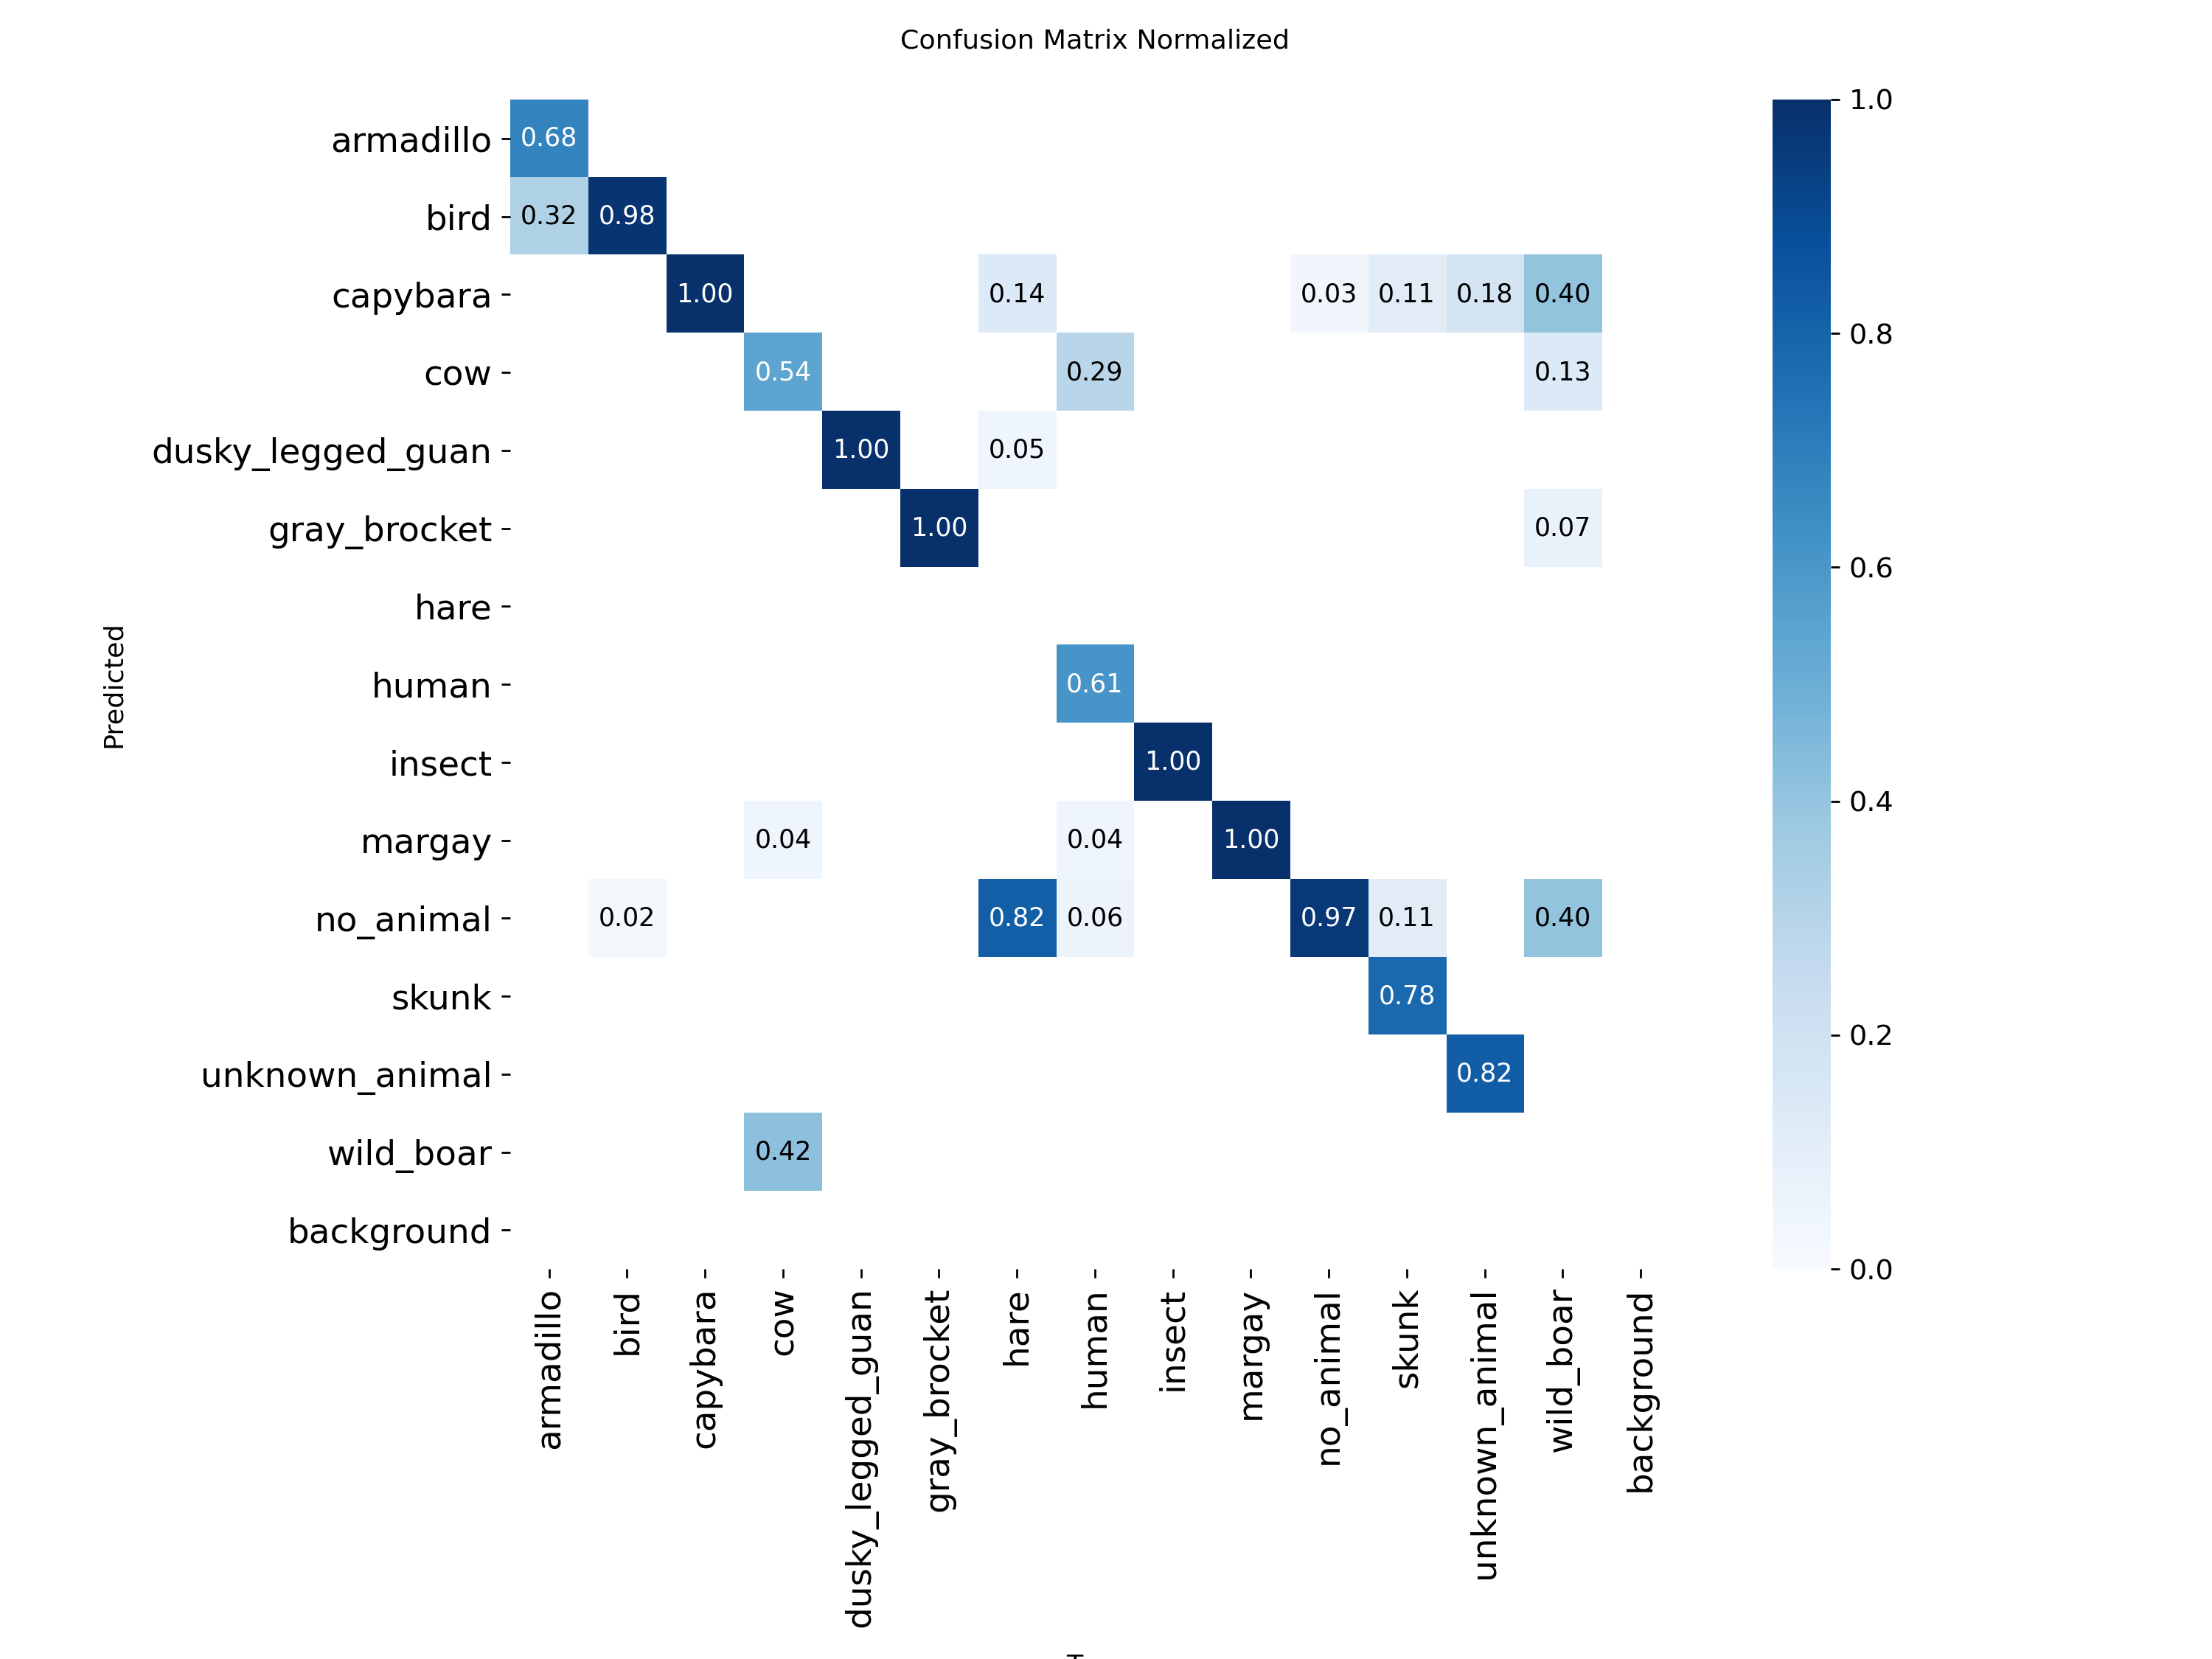 Confusion Matrix Normalized
armadillo 0.68
bird 0.32 0.98
capybara 1.00 0.14 0.03 0.11 0.18 0.40
cow 0.54 0.29 0.13
dusky_legged_guan 1.00 0.05
gray_brocket 1.00 0.07
hare
human 0.61
insect 1.00
margay 0.04 0.04 1.00
no_animal 0.02 0.82 0.06 0.97 0.11 0.40
skunk 0.78
unknown_animal 0.82
wild_boar 0.42
background
Predicted
armadillo
bird
capybara
cow
dusky_legged_guan
gray_brocket
hare
human
insect
margay
no_animal
skunk
unknown_animal
wild_boar
background
1.0
0.8
0.6
0.4
0.2
0.0